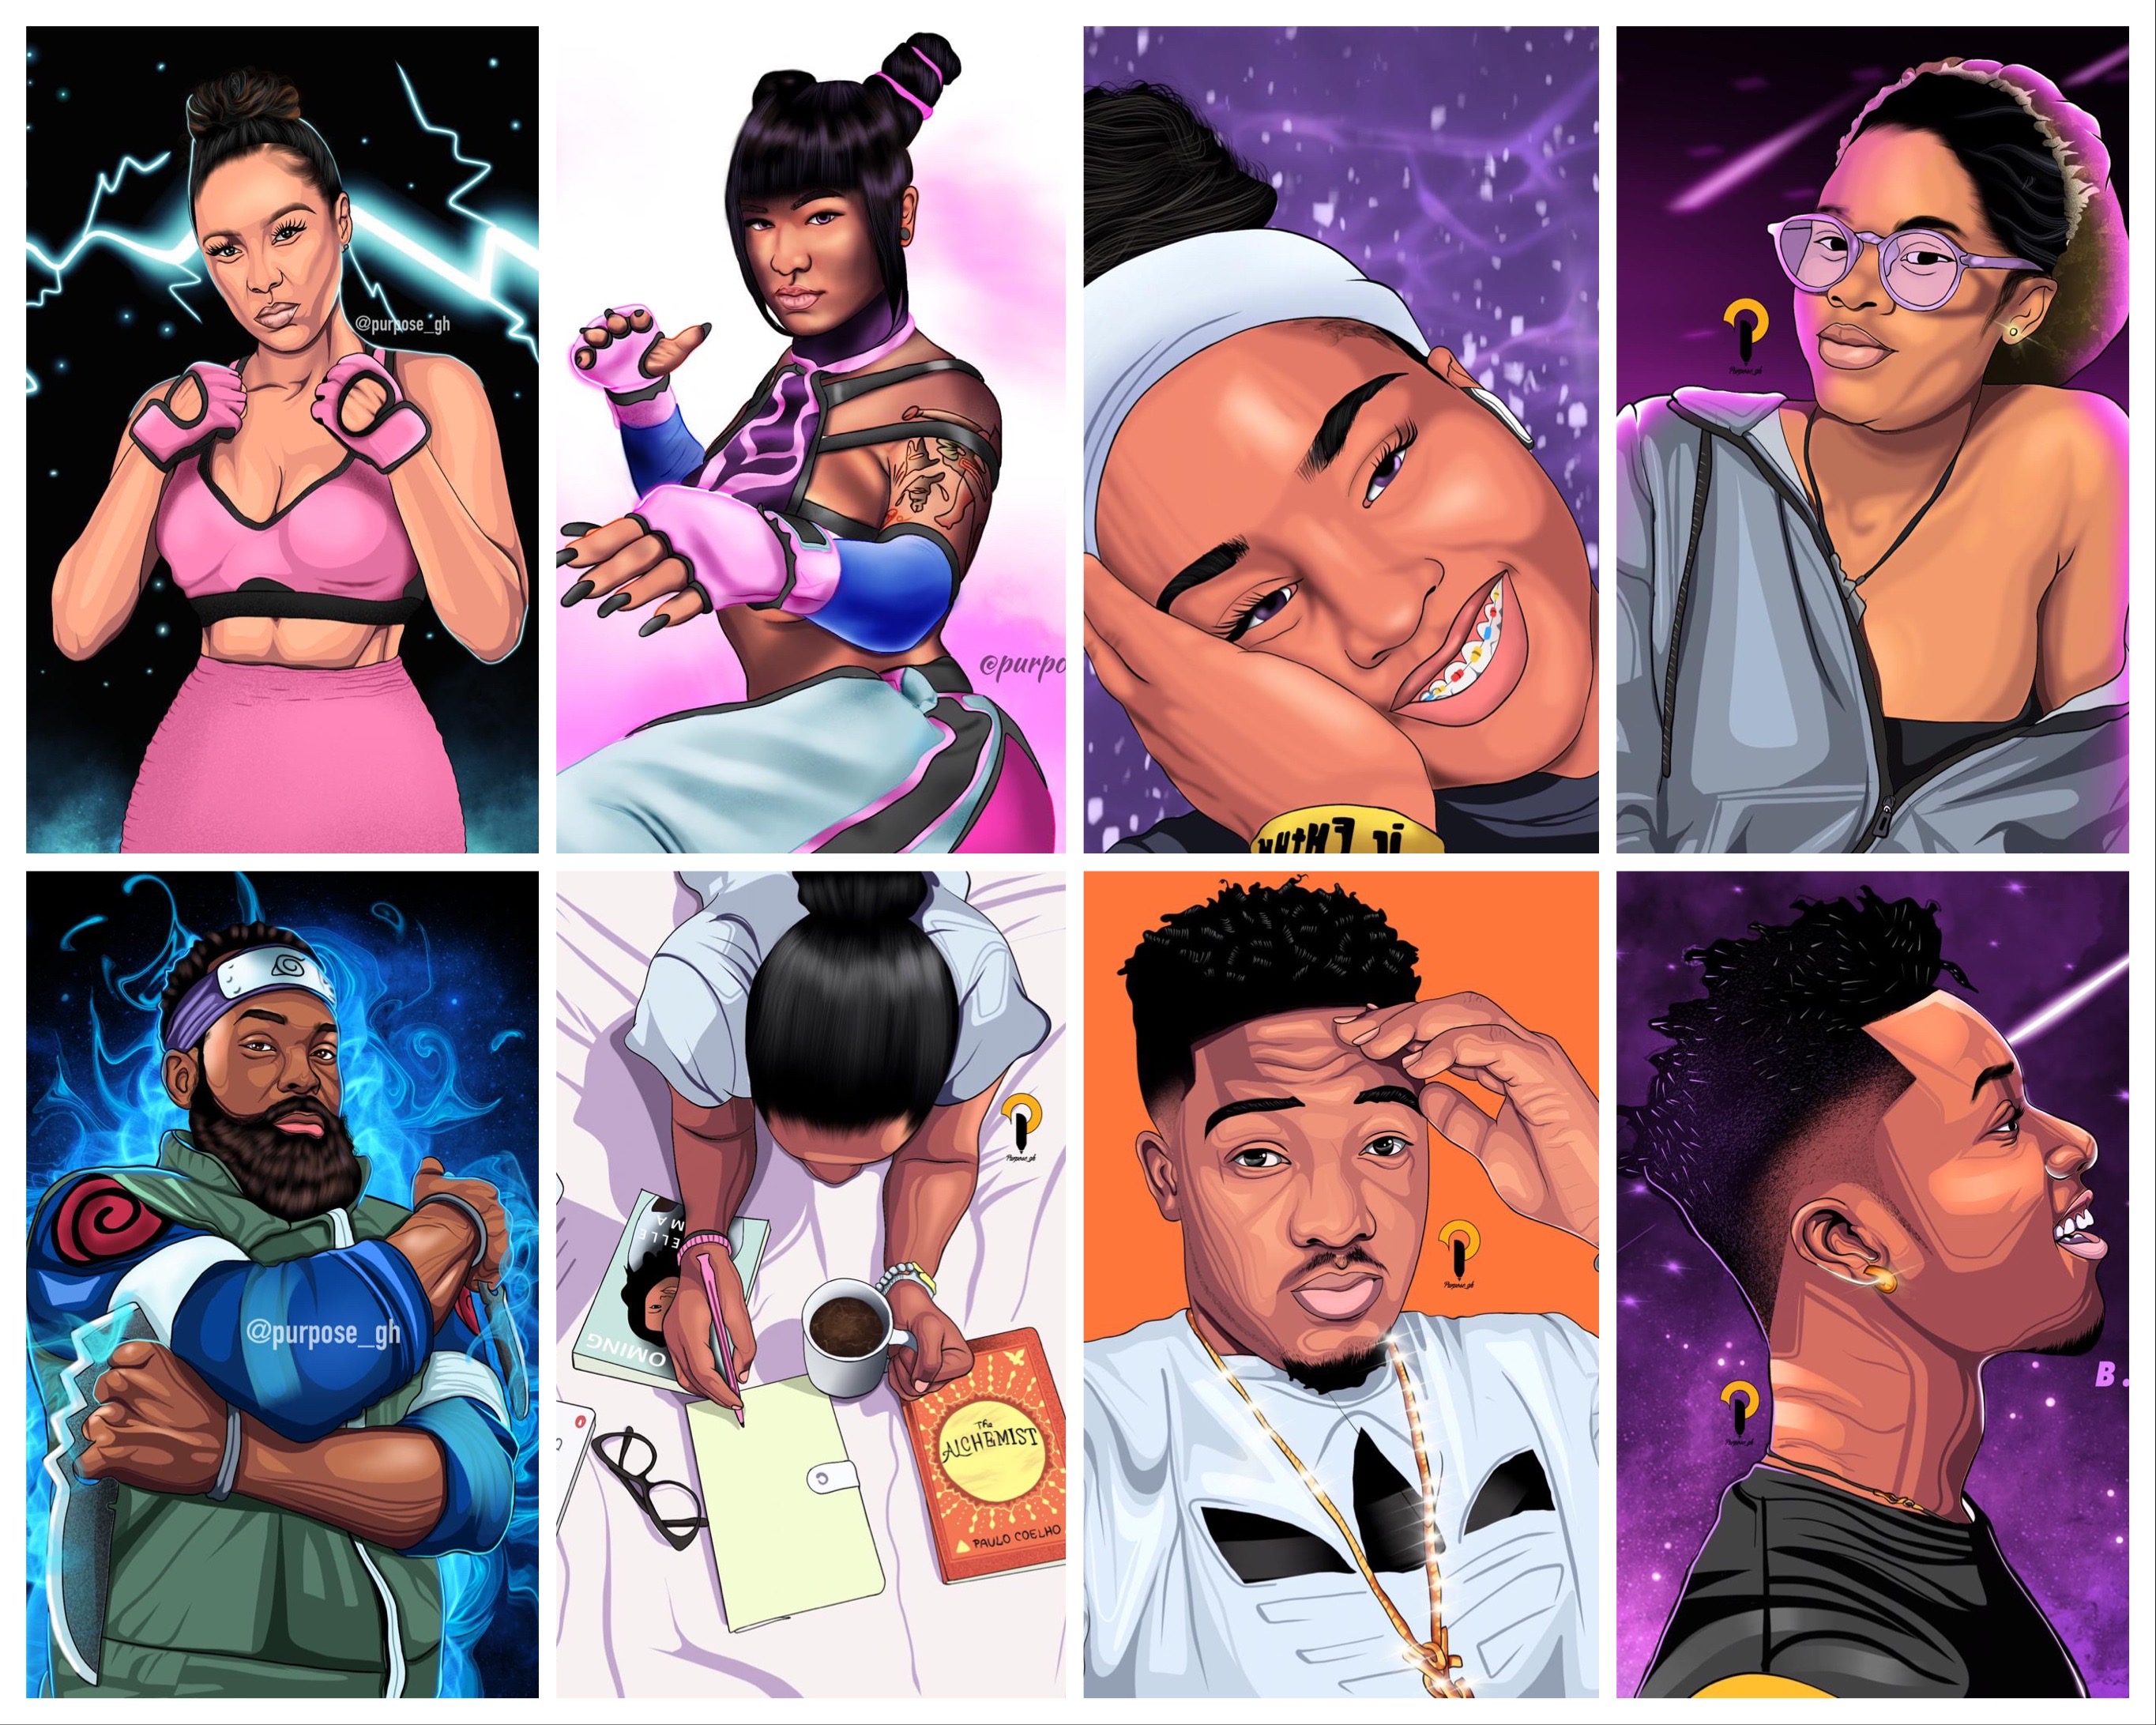 @purpose_gh
@purpo
Purpose_gh
@purpose_gh
ELLE
MA
OMING
Purpose_gh
The
ALCHEMIST
PAULO COELHO
Purpose_gh
Purpose_gh
B.